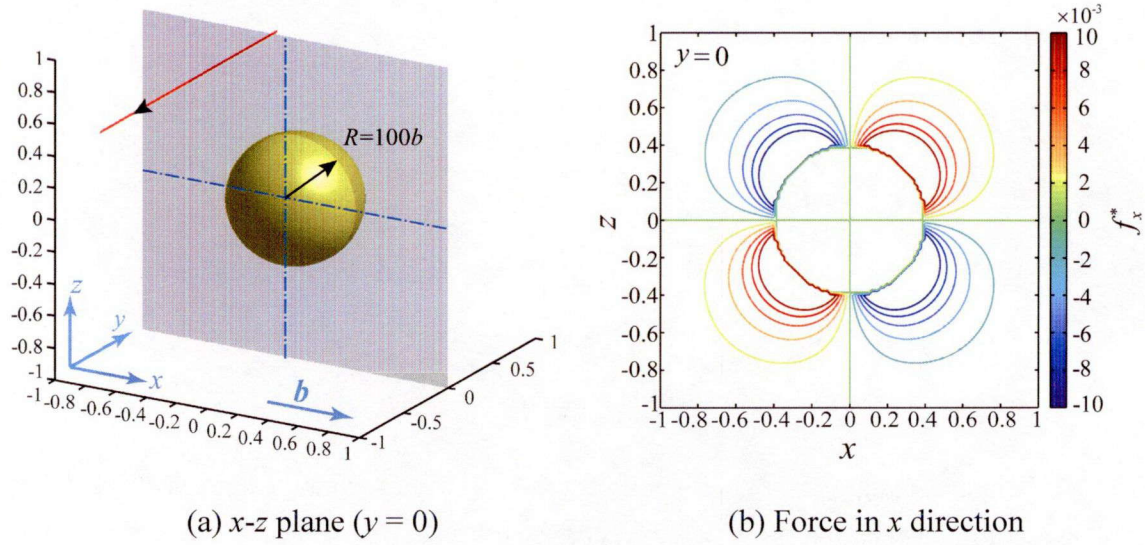 1
0.8
0.6
0.4
0.2
0
-0.2
-0.4
-0.6
-0.8
-1
R=100b
z
y
x
b
-1 -0.8 -0.6 -0.4 -0.2 0 0.2 0.4 0.6 0.8 1
-1 -0.5 0 0.5 1
(a) x-z plane (y = 0)
y=0
1
0.8
0.6
0.4
0.2
0
-0.2
-0.4
-0.6
-0.8
-1
z
-1 -0.8 -0.6 -0.4 -0.2 0 0.2 0.4 0.6 0.8 1
x
×10⁻³
10
8
6
4
2
0
-2
-4
-6
-8
-10
fₓ*
(b) Force in x direction